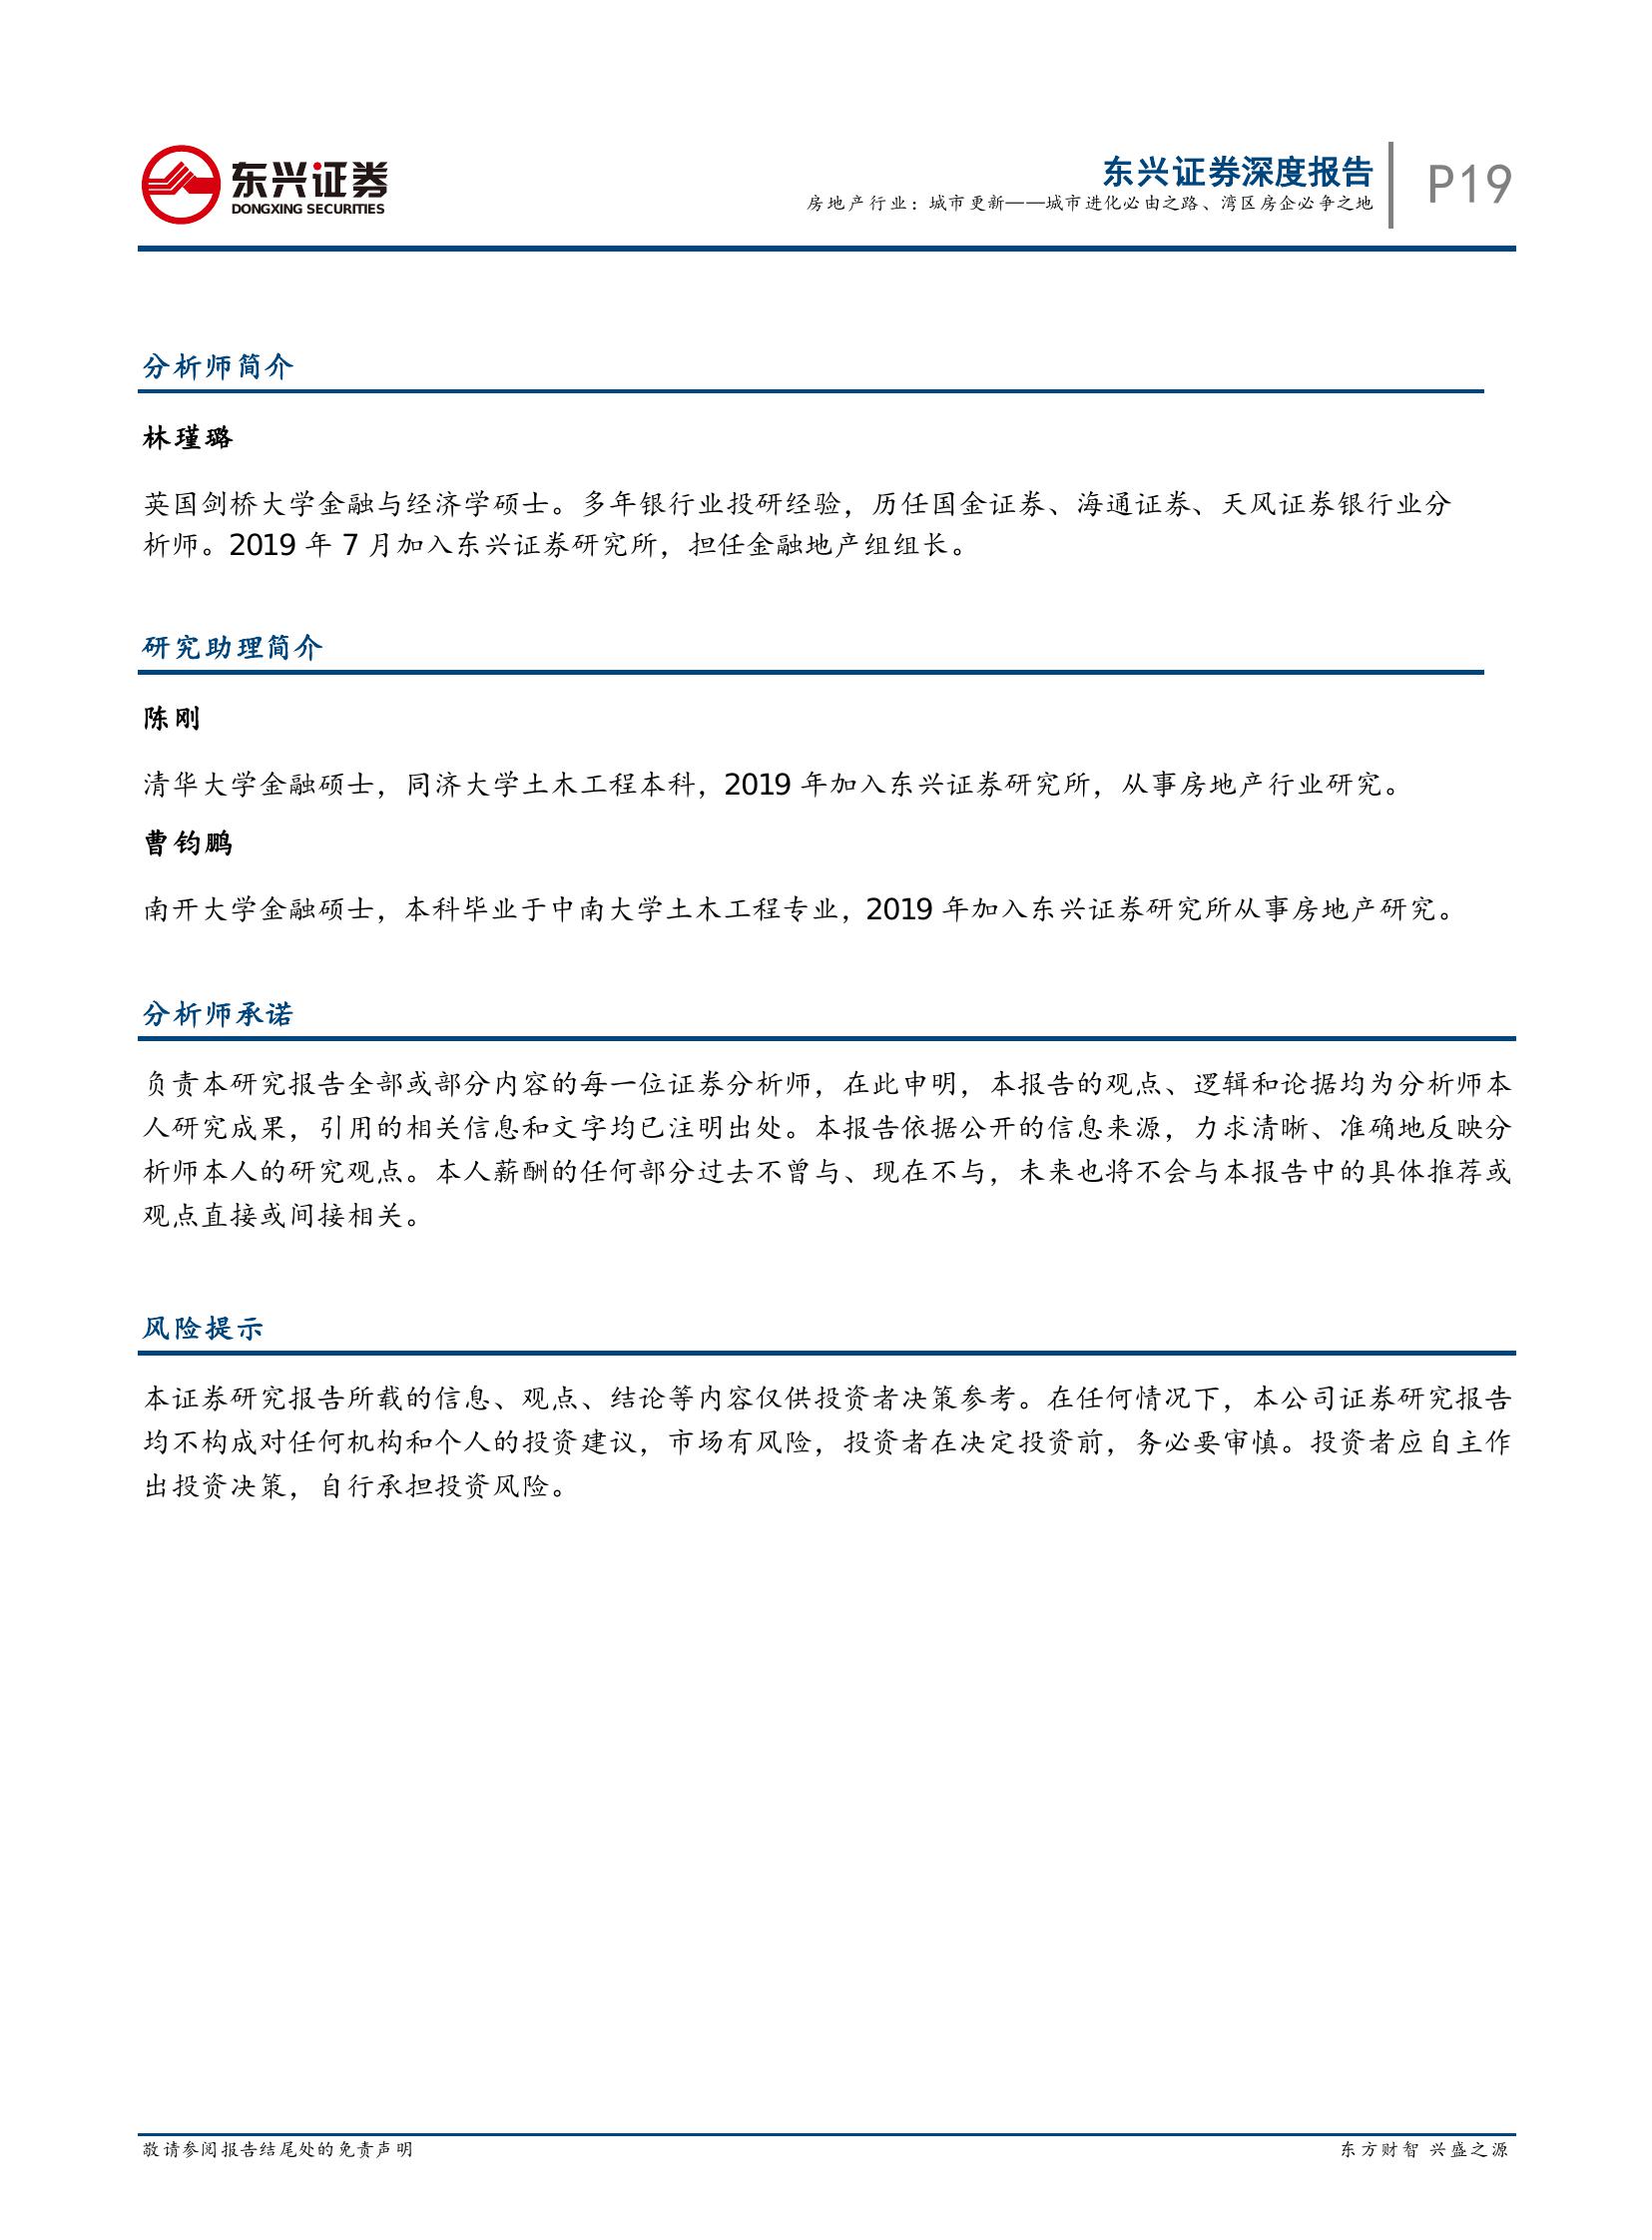 东兴证券
DONGXING SECURITIES
东兴证券深度报告
房地产行业：城市更新——城市进化必由之路、湾区房企必争之地
P19
分析师简介
林瑾璐
英国剑桥大学金融与经济学硕士。多年银行业投研经验，历任国金证券、海通证券、天风证券银行业分
析师。2019 年 7 月加入东兴证券研究所，担任金融地产组组长。
研究助理简介
陈刚
清华大学金融硕士，同济大学土木工程本科，2019 年加入东兴证券研究所，从事房地产行业研究。
曹钧鹏
南开大学金融硕士，本科毕业于中南大学土木工程专业，2019 年加入东兴证券研究所从事房地产研究。
分析师承诺
负责本研究报告全部或部分内容的每一位证券分析师，在此申明，本报告的观点、逻辑和论据均为分析师本
人研究成果，引用的相关信息和文字均已注明出处。本报告依据公开的信息来源，力求清晰、准确地反映分
析师本人的研究观点。本人薪酬的任何部分过去不曾与、现在不与，未来也将不会与本报告中的具体推荐或
观点直接或间接相关。
风险提示
本证券研究报告所载的信息、观点、结论等内容仅供投资者决策参考。在任何情况下，本公司证券研究报告
均不构成对任何机构和个人的投资建议，市场有风险，投资者在决定投资前，务必要审慎。投资者应自主作
出投资决策，自行承担投资风险。
敬请参阅报告结尾处的免责声明
东方财智 兴盛之源